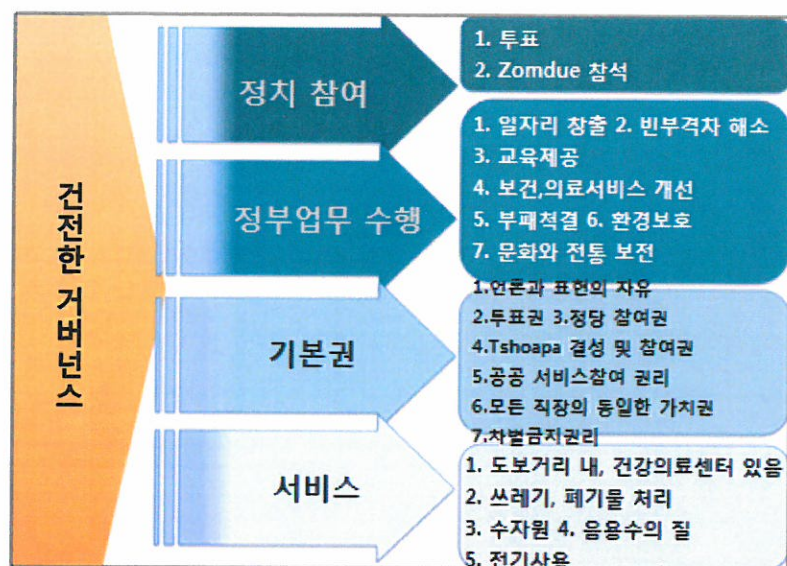 건전한 거버넌스
정치 참여
1. 투표
2. Zomdue 참석
정부업무 수행
1. 일자리 창출 2. 빈부격차 해소
3. 교육제공
4. 보건,의료서비스 개선
5. 부패척결 6. 환경보호
7. 문화와 전통 보전
기본권
1.언론과 표현의 자유
2.투표권 3.정당 참여권
4.Tshoapa 결성 및 참여권
5.공공 서비스참여 권리
6.모든 직장의 동일한 가치권
7.차별금지권리
서비스
1. 도보거리 내, 건강의료센터 있음
2. 쓰레기, 폐기물 처리
3. 수자원 4. 음용수의 질
5. 전기사용